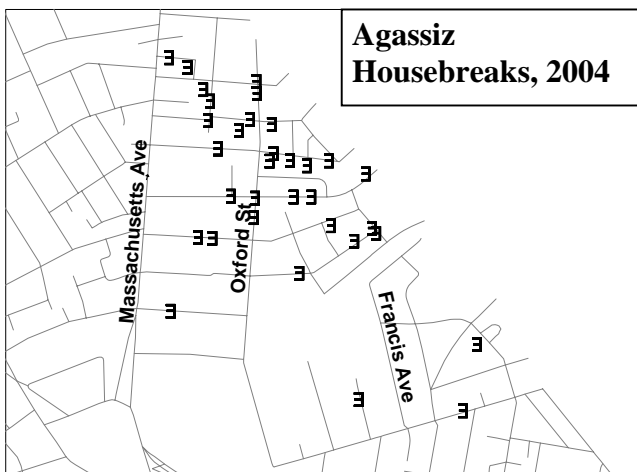 Agassiz
Housebreaks, 2004
Massachusetts Ave
Oxford St
Francis Ave